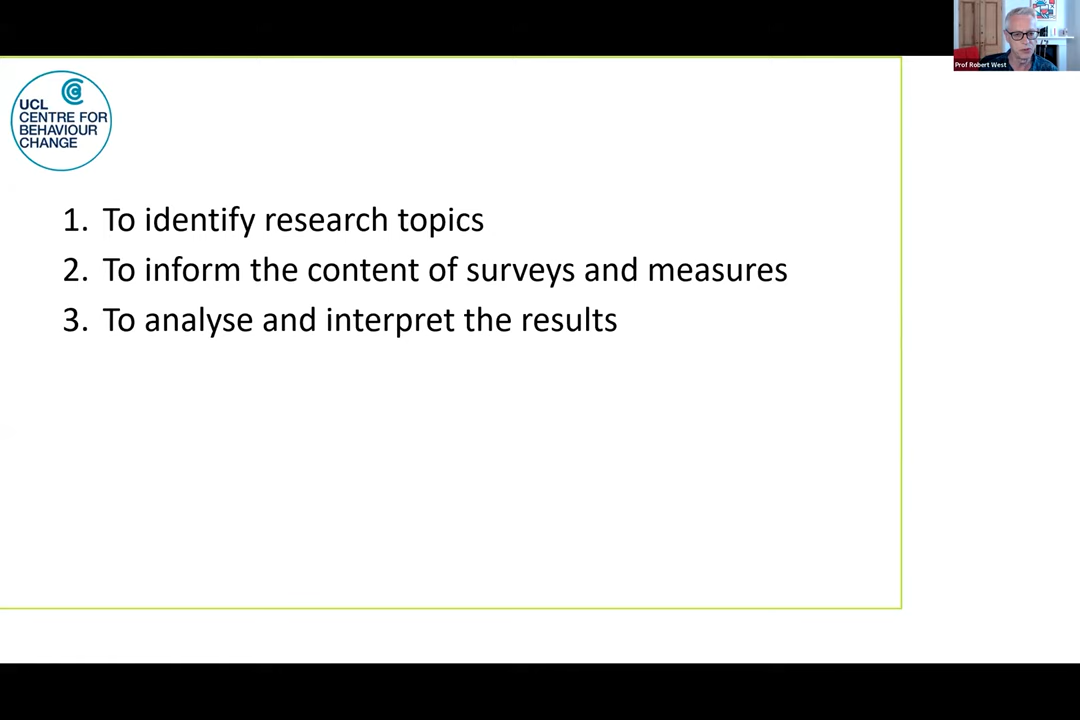 Prof Robert West
UCL
CENTRE FOR
BEHAVIOUR
CHANGE
1. To identify research topics
2. To inform the content of surveys and measures
3. To analyse and interpret the results